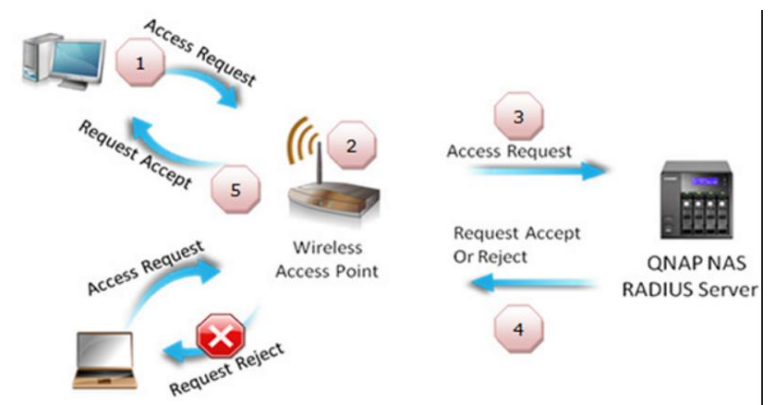 Access Request
1
Request Accept
5
2
Wireless
Access Point
3
Access Request
Request Accept
Or Reject
4
QNAP NAS
RADIUS Server
Access Request
Request Reject